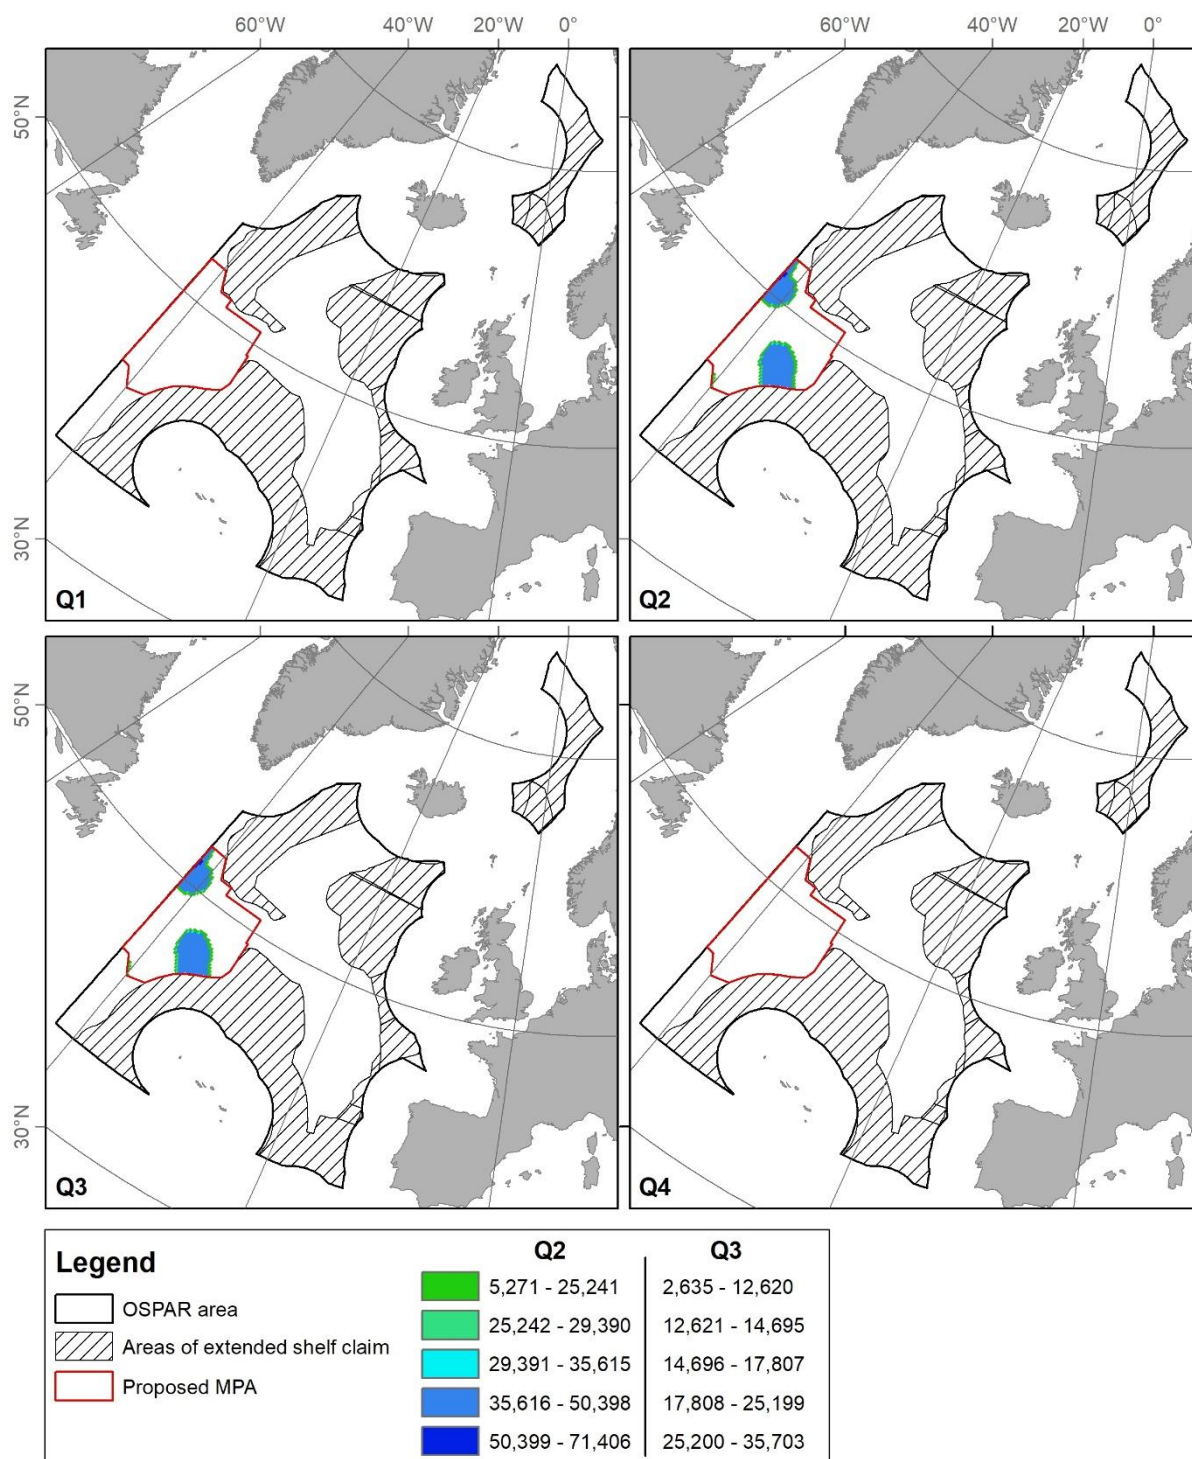 60°W 40°W 20°W 0° 60°W 40°W 20°W 0°
50°N
30°N
Q1 Q2
50°N
30°N
Q3 Q4
Legend
OSPAR area
Areas of extended shelf claim
Proposed MPA
Q2 Q3
5,271 - 25,241 2,635 - 12,620
25,242 - 29,390 12,621 - 14,695
29,391 - 35,615 14,696 - 17,807
35,616 - 50,398 17,808 - 25,199
50,399 - 71,406 25,200 - 35,703